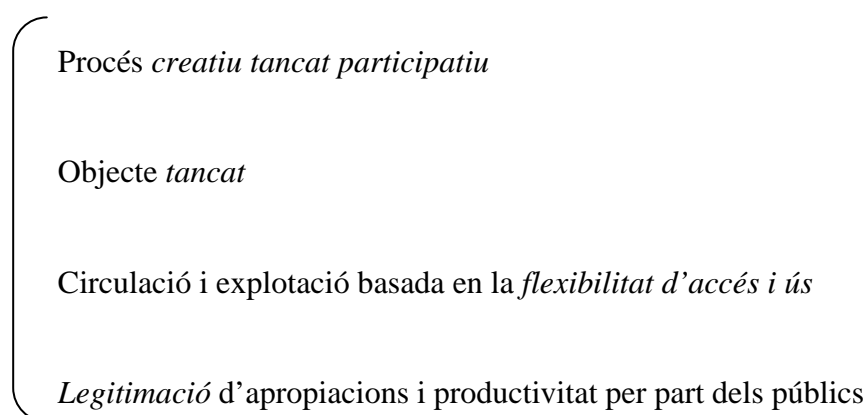 Procés creatiu tancat participatiu
Objecte tancat
Circulació i explotació basada en la flexibilitat d’accés i ús
Legitimació d’apropiacions i productivitat per part dels públics